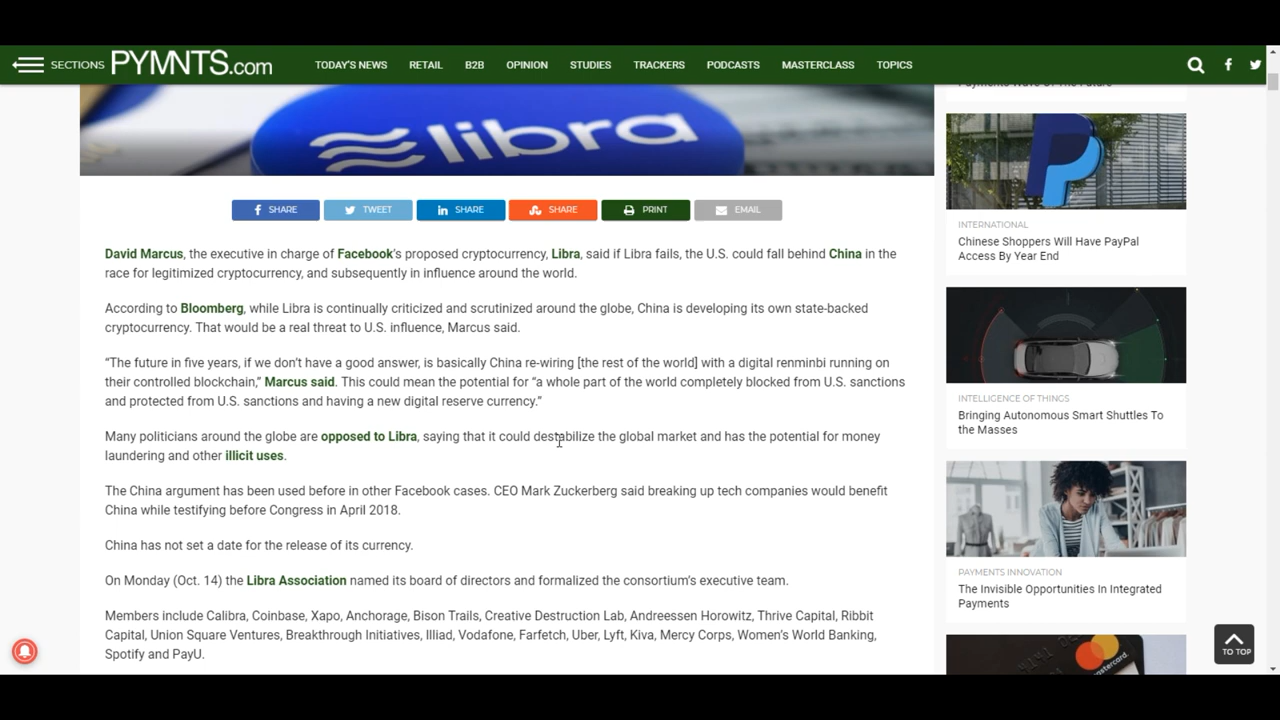 SECTIONS PYMNTS.com TODAY'S NEWS RETAIL B2B OPINION STUDIES TRACKERS PODCASTS MASTERCLASS TOPICS
libra
SHARE TWEET SHARE SHARE PRINT EMAIL
David Marcus, the executive in charge of Facebook's proposed cryptocurrency, Libra, said if Libra fails, the U.S. could fall behind China in the
race for legitimized cryptocurrency, and subsequently in influence around the world.
According to Bloomberg, while Libra is continually criticized and scrutinized around the globe, China is developing its own state-backed
cryptocurrency. That would be a real threat to U.S. influence, Marcus said.
“The future in five years, if we don’t have a good answer, is basically China re-wiring [the rest of the world] with a digital renminbi running on
their controlled blockchain,” Marcus said. This could mean the potential for “a whole part of the world completely blocked from U.S. sanctions
and protected from U.S. sanctions and having a new digital reserve currency.”
Many politicians around the globe are opposed to Libra, saying that it could destabilize the global market and has the potential for money
laundering and other illicit uses.
The China argument has been used before in other Facebook cases. CEO Mark Zuckerberg said breaking up tech companies would benefit
China while testifying before Congress in April 2018.
China has not set a date for the release of its currency.
On Monday (Oct. 14) the Libra Association named its board of directors and formalized the consortium’s executive team.
Members include Calibra, Coinbase, Xapo, Anchorage, Bison Trails, Creative Destruction Lab, Andreessen Horowitz, Thrive Capital, Ribbit
Capital, Union Square Ventures, Breakthrough Initiatives, Illiad, Vodafone, Farfetch, Uber, Lyft, Kiva, Mercy Corps, Women’s World Banking,
Spotify and PayU.
Payments Wave Of The Future
INTERNATIONAL
Chinese Shoppers Will Have PayPal
Access By Year End
INTELLIGENCE OF THINGS
Bringing Autonomous Smart Shuttles To
the Masses
PAYMENTS INNOVATION
The Invisible Opportunities In Integrated
Payments
mastercard
TO TOP